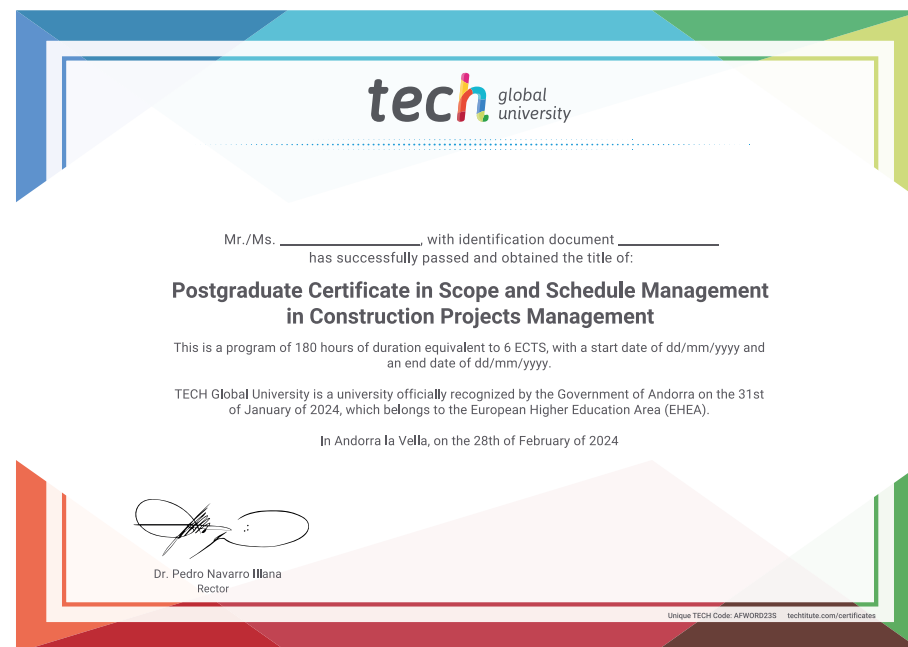 tech global
university
Mr./Ms. ____________, with identification document ____________
has successfully passed and obtained the title of:
Postgraduate Certificate in Scope and Schedule Management
in Construction Projects Management
This is a program of 180 hours of duration equivalent to 6 ECTS, with a start date of dd/mm/yyyy and
an end date of dd/mm/yyyy.
TECH Global University is a university officially recognized by the Government of Andorra on the 31st
of January of 2024, which belongs to the European Higher Education Area (EHEA).
In Andorra la Vella, on the 28th of February of 2024
Dr. Pedro Navarro Illana
Rector
Unique TECH Code: AFWORD23S techtitute.com/certificates